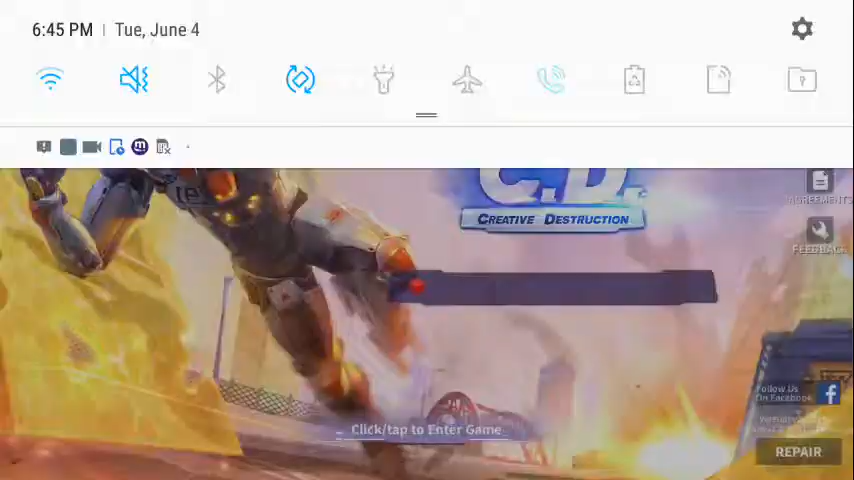 6:45 PM | Tue, June 4
C.D.
CREATIVE DESTRUCTION
AGREEMENTS
FEEDBACK
Click/tap to Enter Game
Follow Us
On Facebook
REPAIR